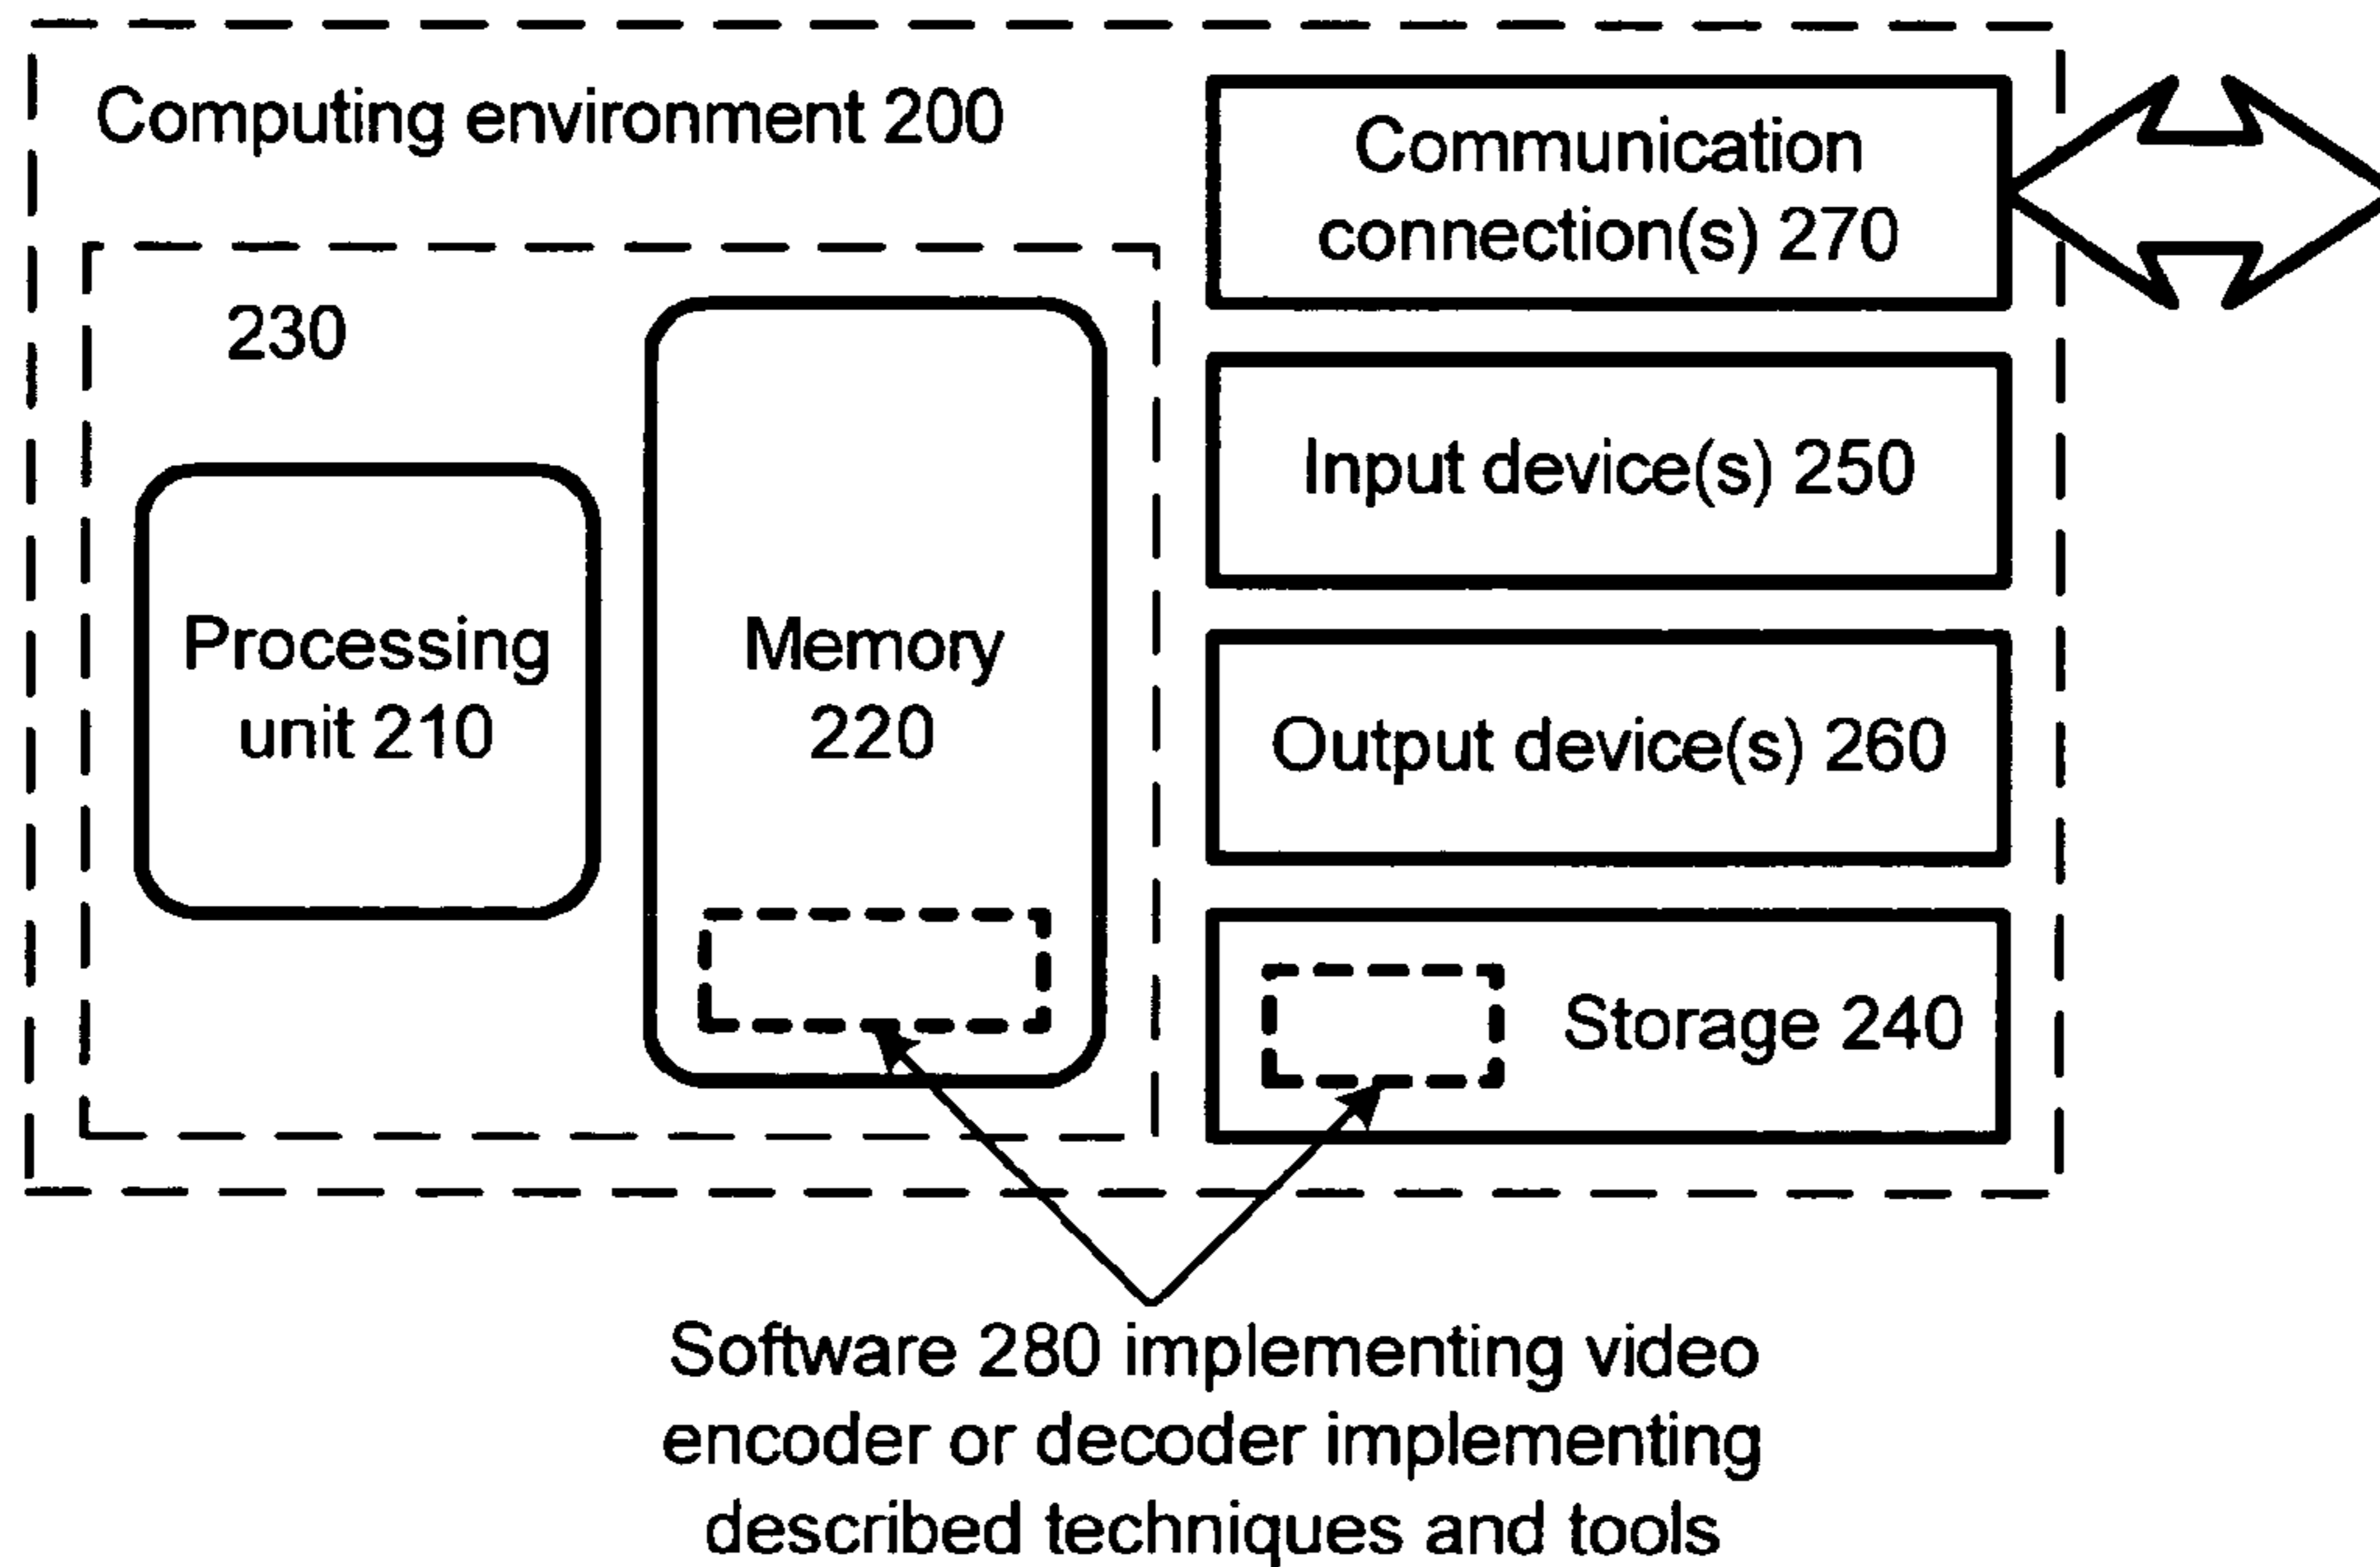 Computing environment 200
Communication
connection(s) 270
230
Input device(s) 250
Processing
unit 210
Memory
220
Output device(s) 260
Storage 240
Software 280 implementing video
encoder or decoder implementing
described techniques and tools